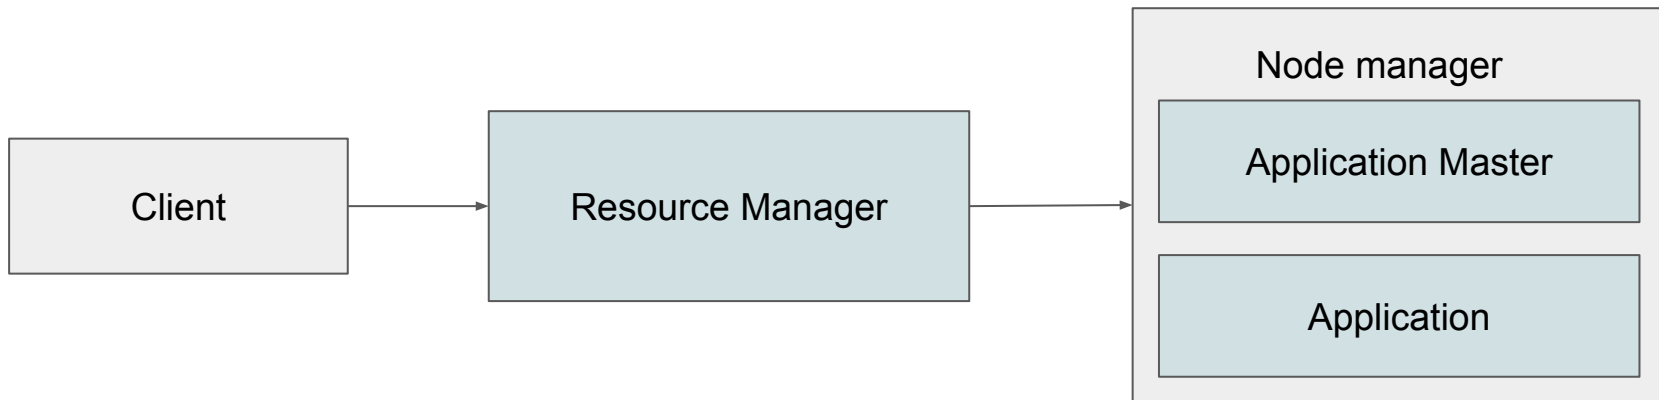 Client
Resource Manager
Node manager
Application Master
Application